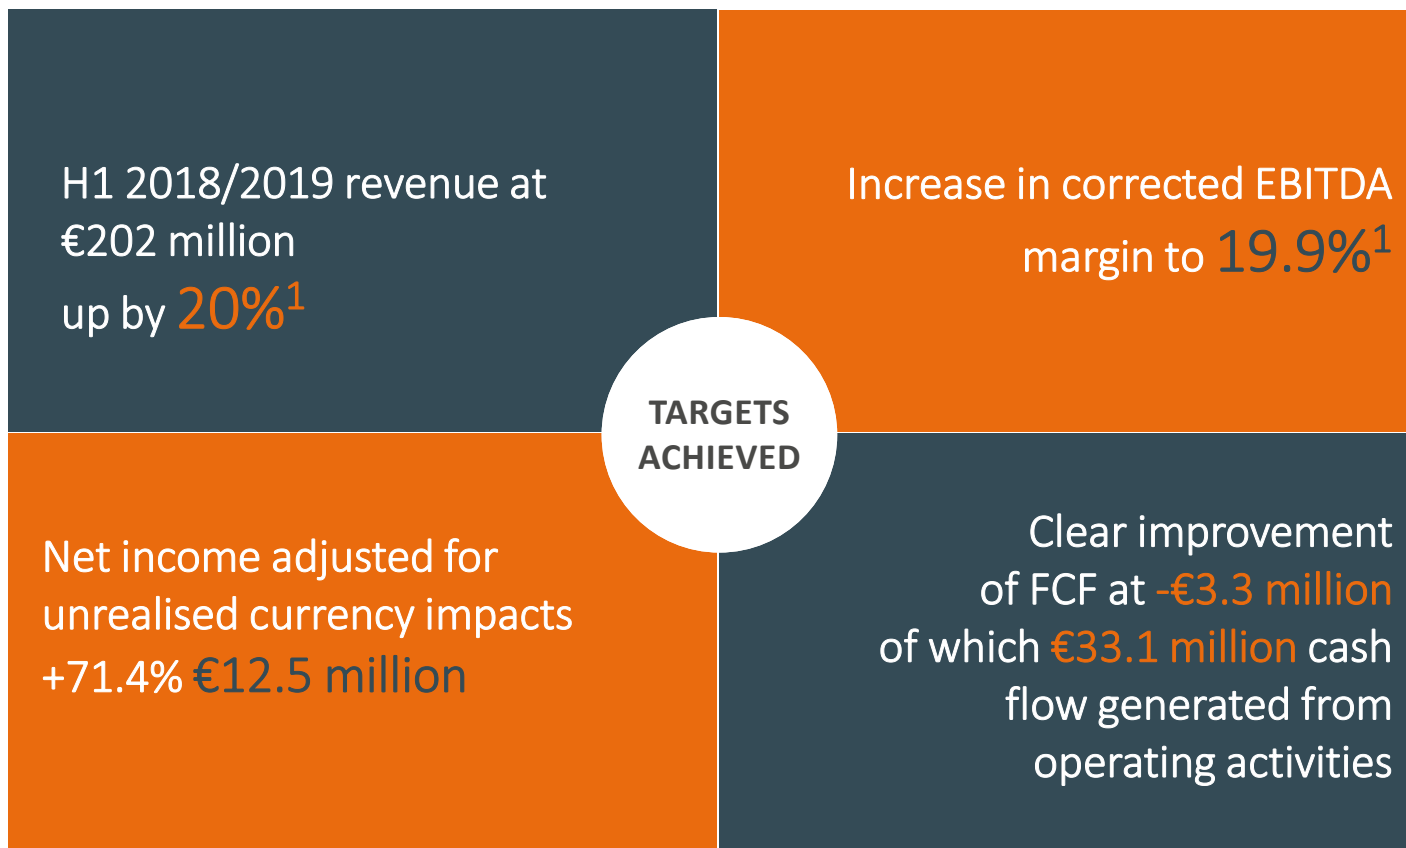 H1 2018/2019 revenue at
€202 million
up by 20%¹
Increase in corrected EBITDA
margin to 19.9%¹
TARGETS
ACHIEVED
Net income adjusted for
unrealised currency impacts
+71.4% €12.5 million
Clear improvement
of FCF at -€3.3 million
of which €33.1 million cash
flow generated from
operating activities